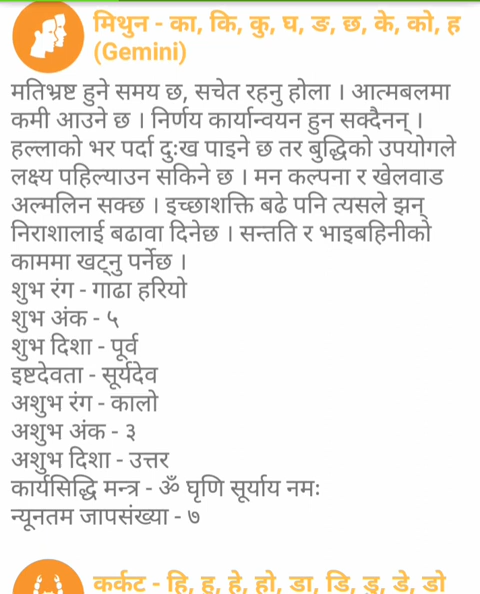 मिथुन - का, कि, कु, घ, ङ, छ, के, को, ह
(Gemini)
मतिभ्रष्ट हुने समय छ, सचेत रहनु होला । आत्मबलमा
कमी आउने छ । निर्णय कार्यान्वयन हुन सक्दैनन् ।
हल्लाको भर पर्दा दुःख पाइने छ तर बुद्धिको उपयोगले
लक्ष्य पहिल्याउन सकिने छ । मन कल्पना र खेलवाड
अल्मलिन सक्छ । इच्छाशक्ति बढे पनि त्यसले झन्
निराशालाई बढावा दिनेछ । सन्तति र भाइबहिनीको
काममा खट्नु पर्नेछ ।
शुभ रंग - गाढा हरियो
शुभ अंक - ५
शुभ दिशा - पूर्व
इष्टदेवता - सूर्यदेव
अशुभ रंग - कालो
अशुभ अंक - ३
अशुभ दिशा - उत्तर
कार्यसिद्धि मन्त्र - ॐ घृणि सूर्याय नमः
न्यूनतम जापसंख्या - ७
कर्कट - हि, हु, हे, हो, डा, डि, डु, डे, डो